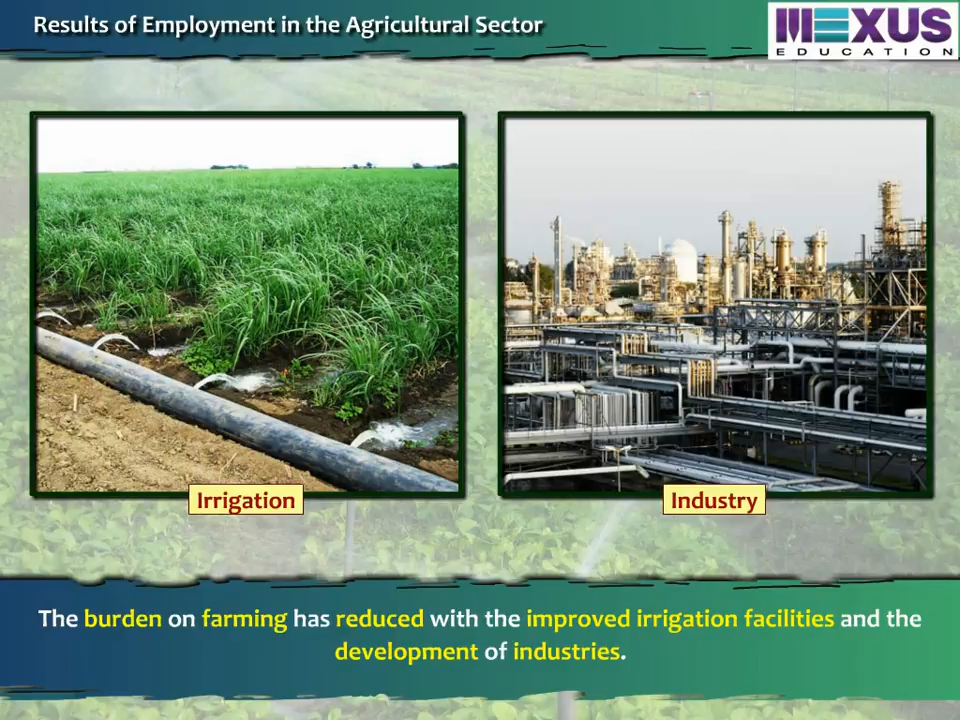 Results of Employment in the Agricultural Sector
MEXUS
EDUCATION
Irrigation
Industry
The burden on farming has reduced with the improved irrigation facilities and the
development of industries.